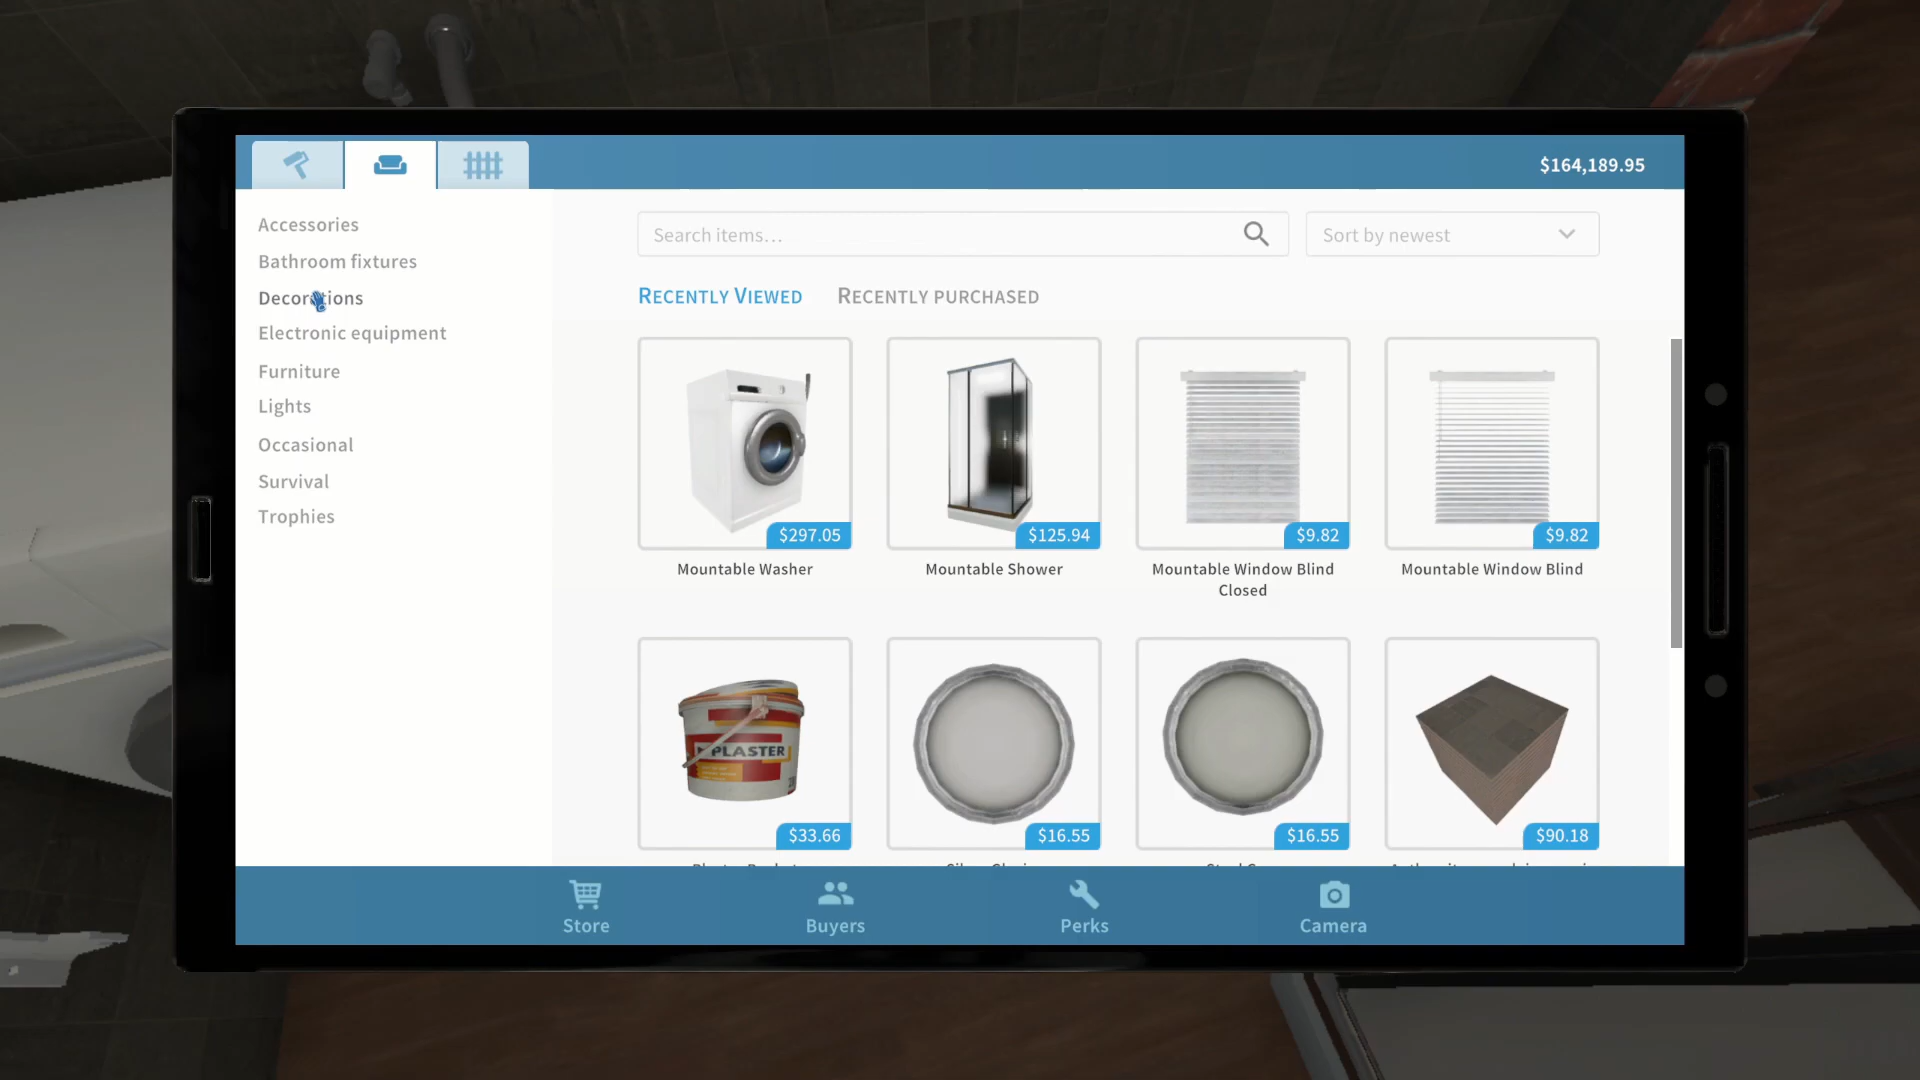 $164,189.95
Accessories
Bathroom fixtures
Decorations
Electronic equipment
Furniture
Lights
Occasional
Survival
Trophies
Search items...
Sort by newest
RECENTLY VIEWED
RECENTLY PURCHASED
$297.05
$125.94
$9.82
$9.82
Mountable Washer
Mountable Shower
Mountable Window Blind
Closed
Mountable Window Blind
PLASTER
$33.66
$16.55
$16.55
$90.18
Store
Buyers
Perks
Camera